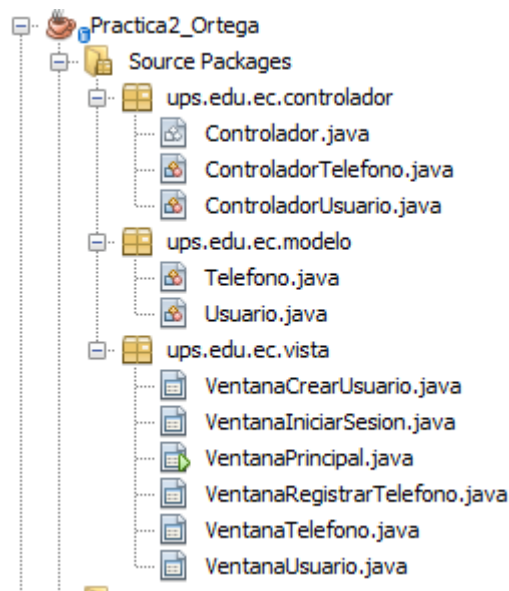 Practica2_Ortega
Source Packages
ups.edu.ec.controlador
Controlador.java
ControladorTelefono.java
ControladorUsuario.java
ups.edu.ec.modelo
Telefono.java
Usuario.java
ups.edu.ec.vista
VentanaCrearUsuario.java
VentanaIniciarSesion.java
VentanaPrincipal.java
VentanaRegistrarTelefono.java
VentanaTelefono.java
VentanaUsuario.java